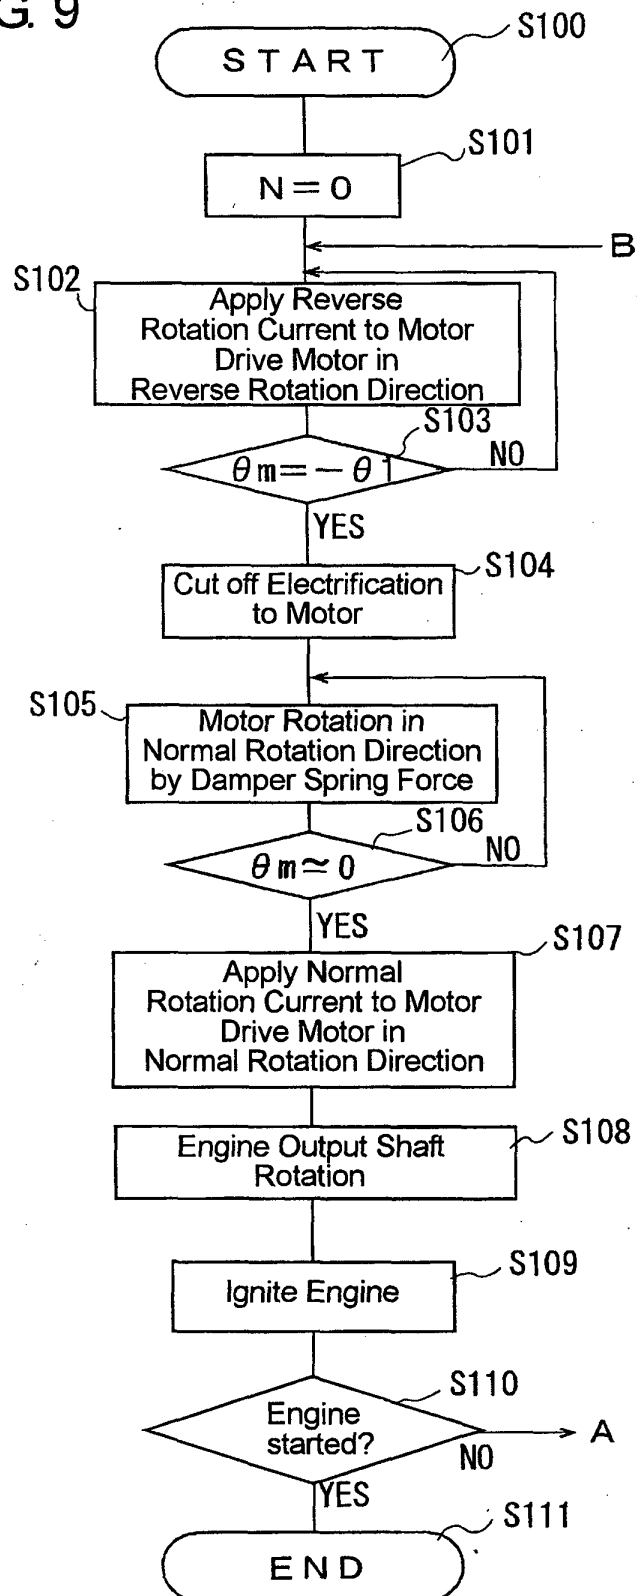 G. 9
START
S100
S101
N=0
B
S102
Apply Reverse
Rotation Current to Motor
Drive Motor in
Reverse Rotation Direction
S103
θm=-θ1
NO
YES
S104
Cut off Electrification
to Motor
S105
Motor Rotation in
Normal Rotation Direction
by Damper Spring Force
S106
θm≃0
NO
YES
S107
Apply Normal
Rotation Current to Motor
Drive Motor in
Normal Rotation Direction
S108
Engine Output Shaft
Rotation
S109
Ignite Engine
S110
Engine
started?
A
NO
YES
S111
END